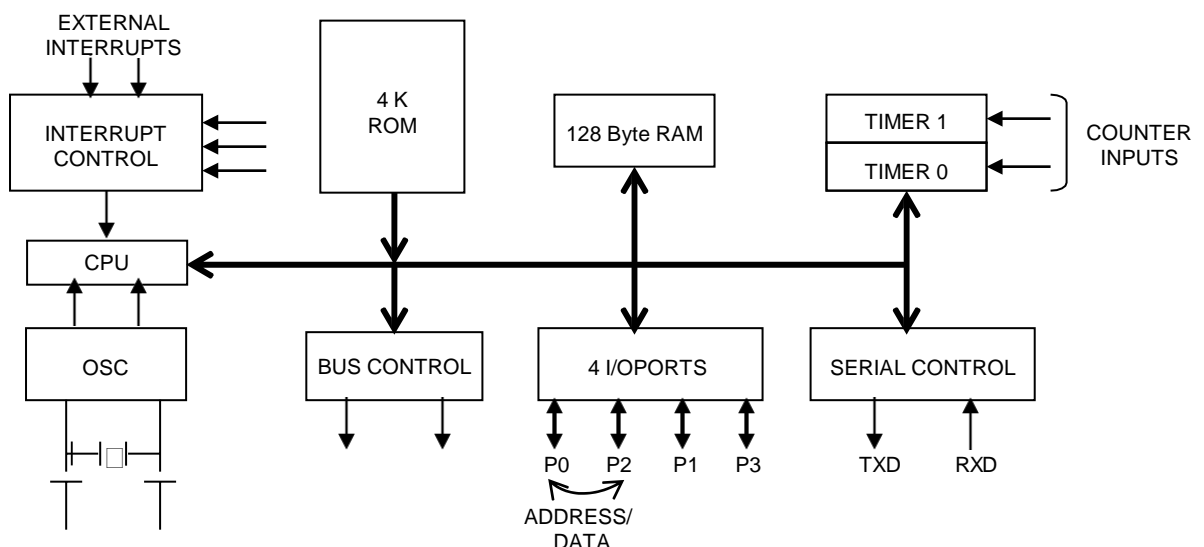 EXTERNAL
INTERRUPTS
INTERRUPT
CONTROL
4 K
ROM
128 Byte RAM
TIMER 1
TIMER 0
COUNTER
INPUTS
CPU
OSC
BUS CONTROL
4 I/OPORTS
SERIAL CONTROL
P0 P2 P1 P3
TXD RXD
ADDRESS/
DATA